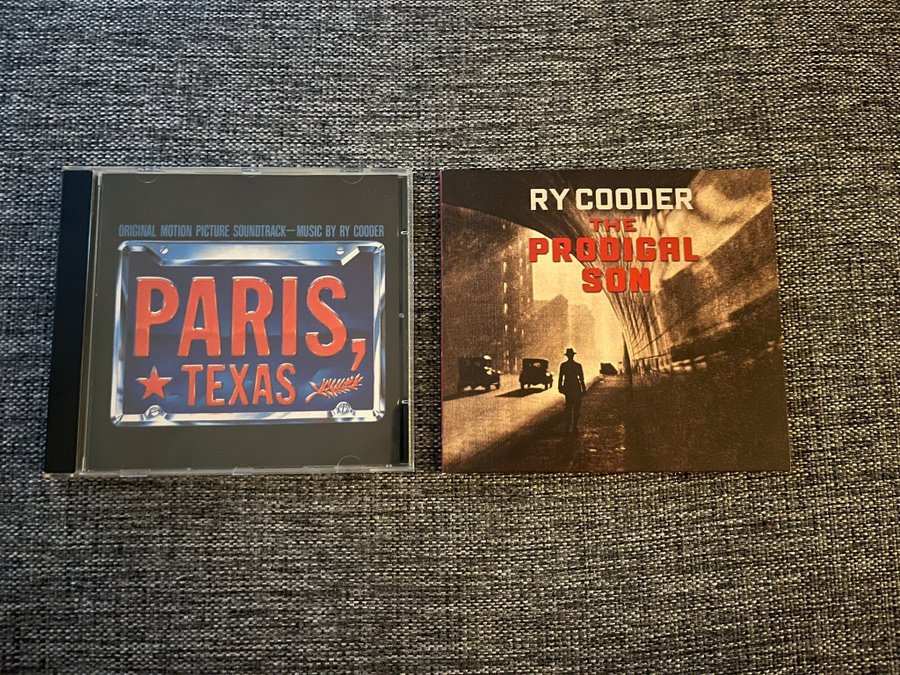 ORIGINAL MOTION PICTURE SOUNDTRACK—MUSIC BY RY COODER
PARIS,
TEXAS
RY COODER
THE
PRODIGAL
SON